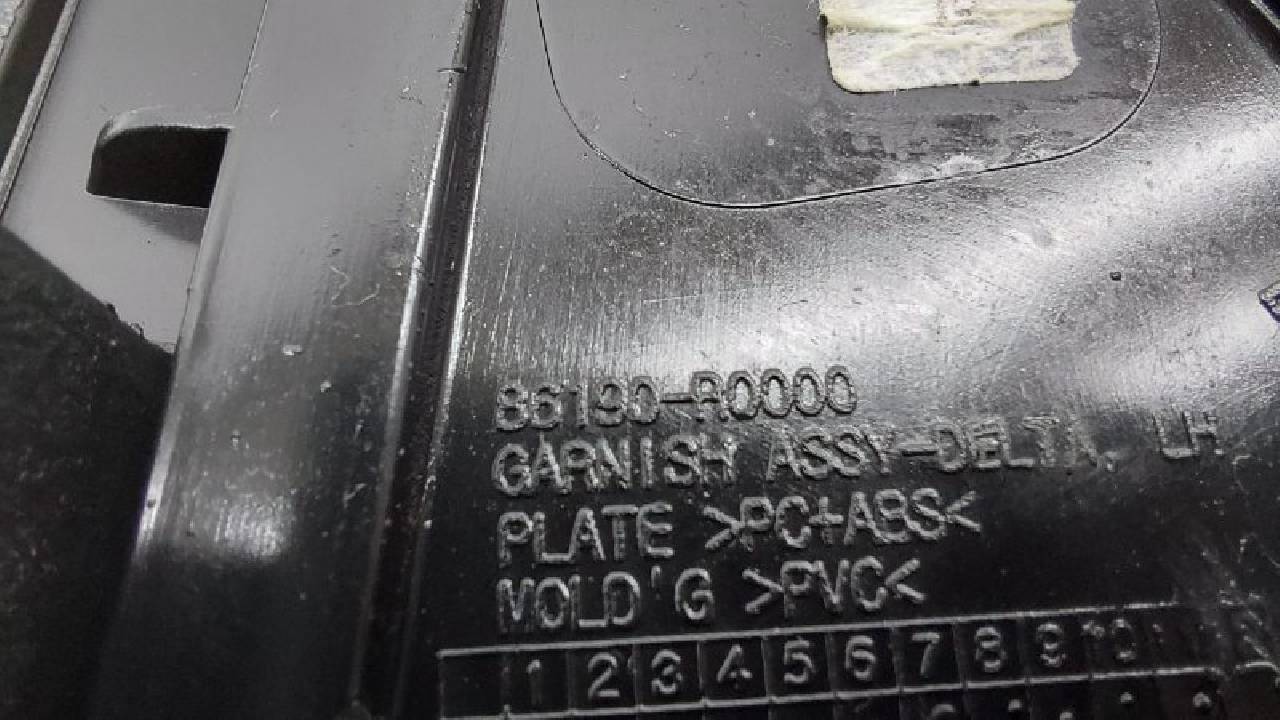 86190-R0000
GARNISH ASSY-DELTA, LH
PLATE >PC+ABS<
MOLD'G >PVC<
1 2 3 4 5 6 7 8 9 10 11